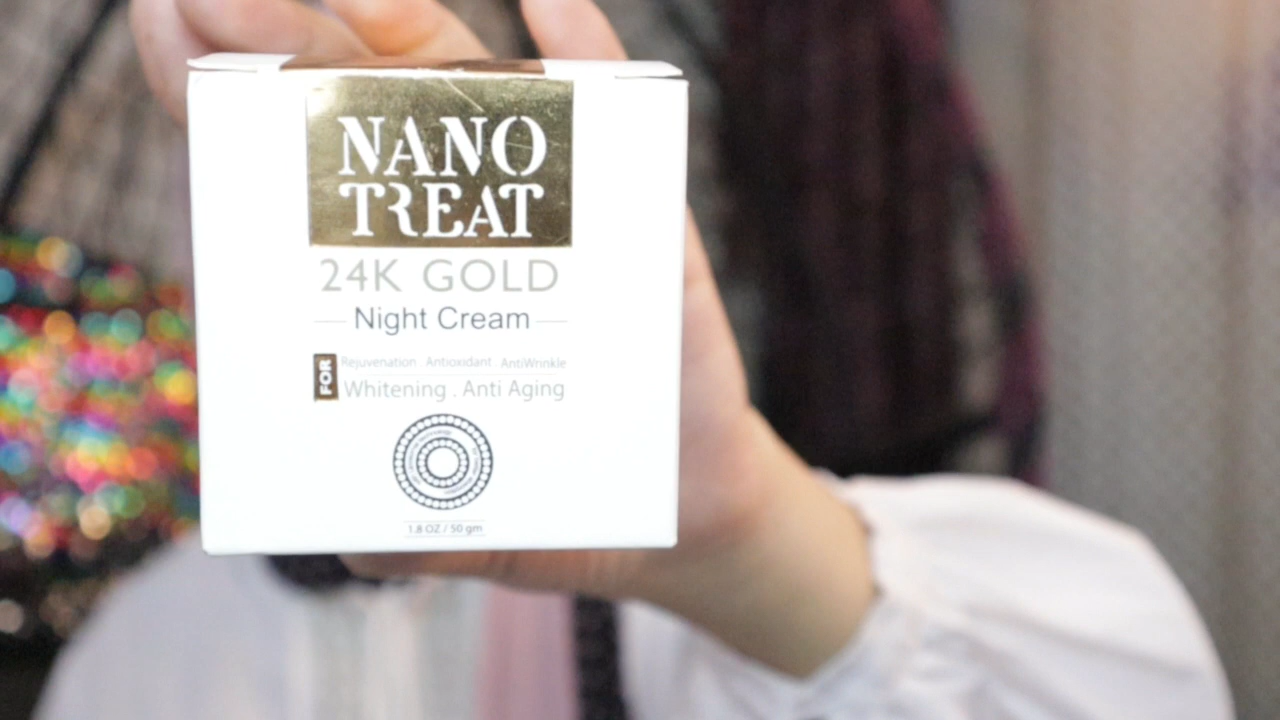 NANO
TREAT
24K GOLD
Night Cream
FOR
Rejuvenation . Antioxidant . AntiWrinkle
Whitening . Anti Aging
1.8 OZ / 50 gm